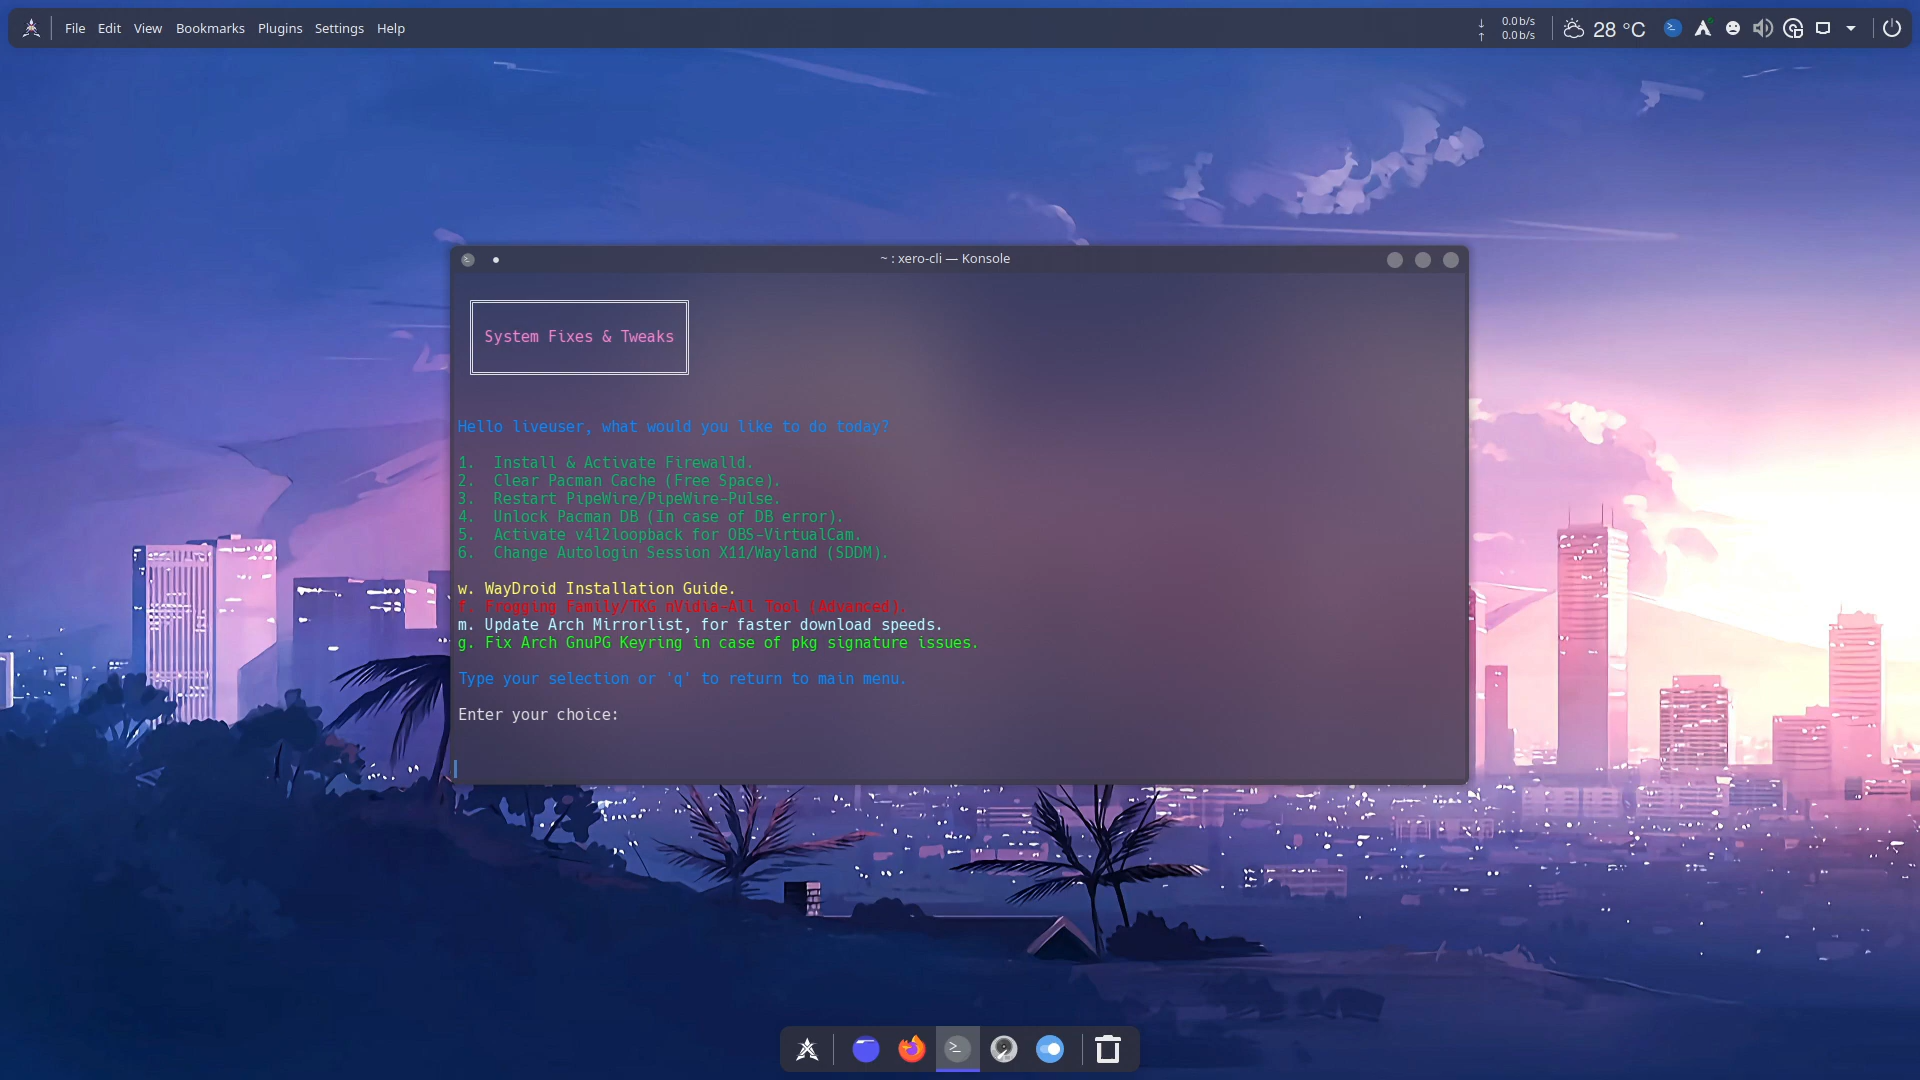 File Edit View Bookmarks Plugins Settings Help
↓ 0.0 b/s
↑ 0.0 b/s
28 °C
~ : xero-cli — Konsole
System Fixes & Tweaks
Hello liveuser, what would you like to do today?
1. Install & Activate Firewalld.
2. Clear Pacman Cache (Free Space).
3. Restart PipeWire/PipeWire-Pulse.
4. Unlock Pacman DB (In case of DB error).
5. Activate v4l2loopback for OBS-VirtualCam.
6. Change Autologin Session X11/Wayland (SDDM).
w. WayDroid Installation Guide.
f. Frogging Family/TKG nVidia-All Tool (Advanced).
m. Update Arch Mirrorlist, for faster download speeds.
g. Fix Arch GnuPG Keyring in case of pkg signature issues.
Type your selection or 'q' to return to main menu.
Enter your choice: